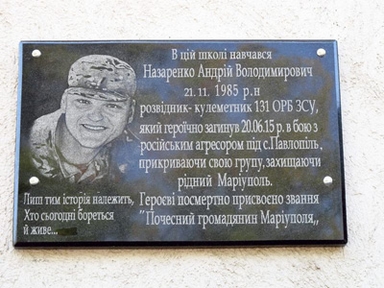 В цій школі навчався
Назаренко Андрій Володимирович
21. 11. 1985 р.н
розвідник- кулеметник 131 ОРБ ЗСУ,
який героїчно загинув 20.06.15 р. в бою з
російським агресором під с.Павлопіль,
прикриваючи свою групу,захищаючи
рідний Маріуполь.
Героєві посмертно присвоєно звання
"Почесний громадянин Маріуполя,,
Лиш тим історія належить,
Хто сьогодні бореться
й живе...